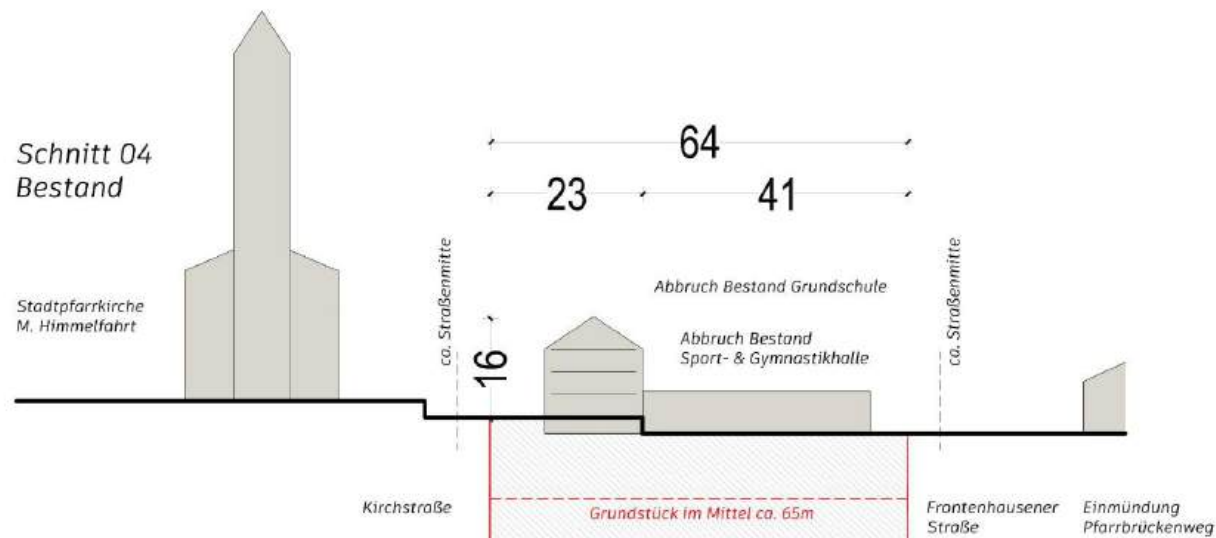 Schnitt 04
Bestand
64
23
41
Stadtpfarrkirche
M. Himmelfahrt
ca. Straßenmitte
16
Abbruch Bestand Grundschule
Abbruch Bestand
Sport- & Gymnastikhalle
ca. Straßenmitte
Kirchstraße
Grundstück im Mittel ca. 65m
Frontenhausener
Straße
Einmündung
Pfarrbrückenweg